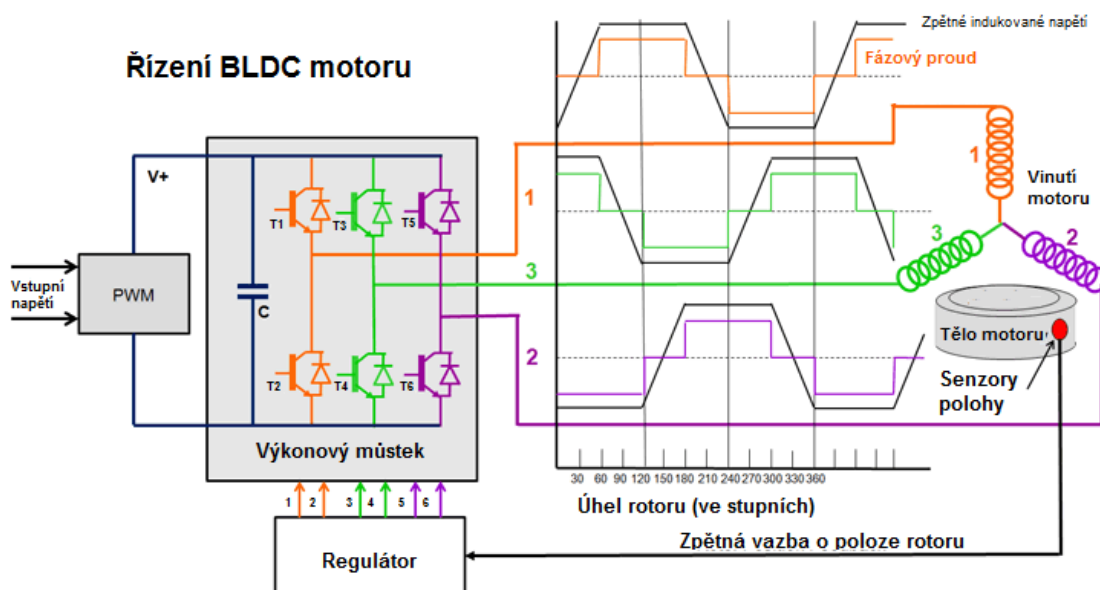 Řízení BLDC motoru
Zpětné indukované napětí
Fázový proud
V+
T1
T3
T5
1
1
Vinutí
motoru
3
2
Vstupní
napětí
PWM
C
3
Tělo motoru
T2
T4
T6
2
Senzory
polohy
Výkonový můstek
30 60 90 120 150 180 210 240 270 300 330 360
1 2 3 4 5 6
Úhel rotoru (ve stupních)
Zpětná vazba o poloze rotoru
Regulátor